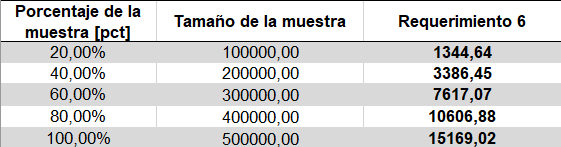 Porcentaje de la muestra [pct] Tamaño de la muestra Requerimiento 6
20,00% 100000,00 1344,64
40,00% 200000,00 3386,45
60,00% 300000,00 7617,07
80,00% 400000,00 10606,88
100,00% 500000,00 15169,02